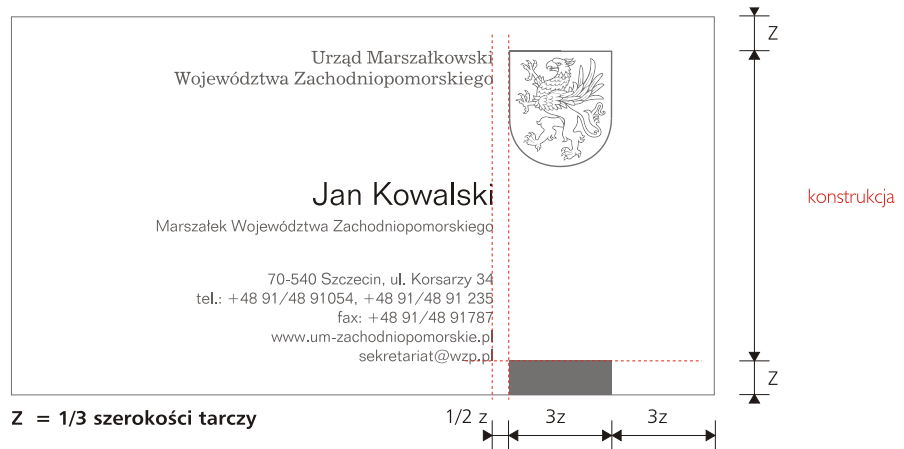 Z
Urząd Marszałkowski
Województwa Zachodniopomorskiego
Jan Kowalski
konstrukcja
Marszałek Województwa Zachodniopomorskiego
70-540 Szczecin, ul. Korsarzy 34
tel.: +48 91/48 91054, +48 91/48 91 235
fax: +48 91/48 91787
www.um-zachodniopomorskie.pl
sekretariat@wzp.pl
Z
Z = 1/3 szerokości tarczy
1/2 z 3z 3z